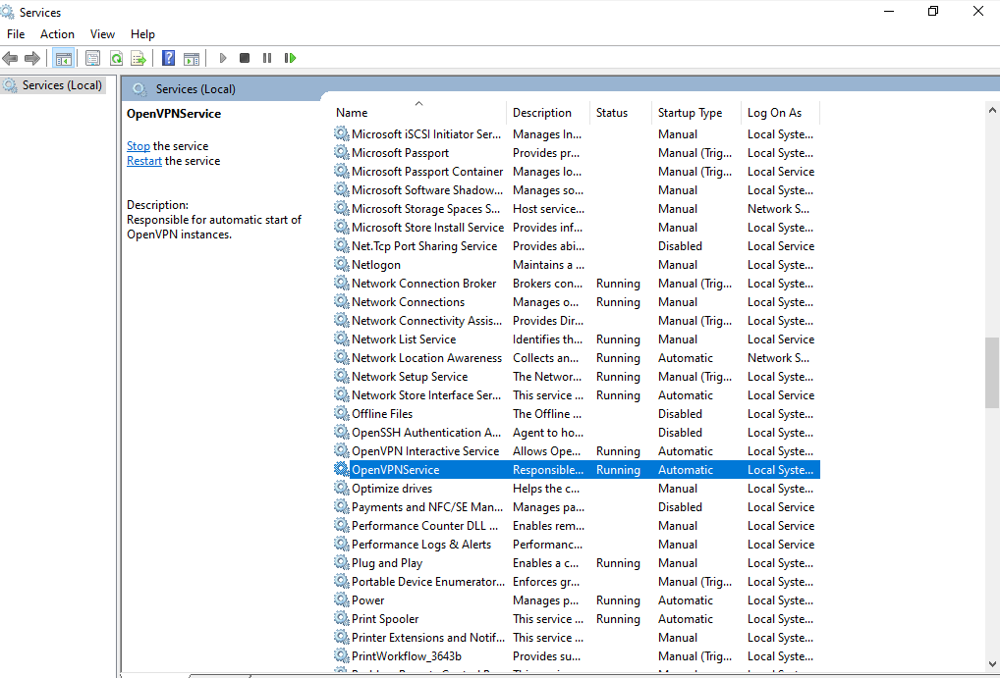 Services
File Action View Help
Services (Local)
Services (Local)
OpenVPNService
Stop the service
Restart the service
Description:
Responsible for automatic start of
OpenVPN instances.
Name Description Status Startup Type Log On As
Microsoft iSCSI Initiator Ser... Manages In... Manual Local Syste...
Microsoft Passport Provides pr... Manual (Trig... Local Syste...
Microsoft Passport Container Manages lo... Manual (Trig... Local Service
Microsoft Software Shadow... Manages so... Manual Local Syste...
Microsoft Storage Spaces S... Host service... Manual Network S...
Microsoft Store Install Service Provides inf... Manual Local Syste...
Net.Tcp Port Sharing Service Provides abi... Disabled Local Service
Netlogon Maintains a ... Manual Local Syste...
Network Connection Broker Brokers con... Running Manual (Trig... Local Syste...
Network Connections Manages o... Running Manual Local Syste...
Network Connectivity Assis... Provides Dir... Manual (Trig... Local Syste...
Network List Service Identifies th... Running Manual Local Service
Network Location Awareness Collects an... Running Automatic Network S...
Network Setup Service The Networ... Running Manual (Trig... Local Syste...
Network Store Interface Ser... This service ... Running Automatic Local Service
Offline Files The Offline ... Disabled Local Syste...
OpenSSH Authentication A... Agent to ho... Disabled Local Syste...
OpenVPN Interactive Service Allows Ope... Running Automatic Local Syste...
OpenVPNService Responsible... Running Automatic Local Syste...
Optimize drives Helps the c... Manual Local Syste...
Payments and NFC/SE Man... Manages pa... Disabled Local Service
Performance Counter DLL ... Enables rem... Manual Local Service
Performance Logs & Alerts Performanc... Manual Local Service
Plug and Play Enables a c... Running Manual Local Syste...
Portable Device Enumerator... Enforces gr... Manual (Trig... Local Syste...
Power Manages p... Running Automatic Local Syste...
Print Spooler This service ... Running Automatic Local Syste...
Printer Extensions and Notif... This service ... Manual Local Syste...
PrintWorkflow_3643b Provides su... Manual (Trig... Local Syste...